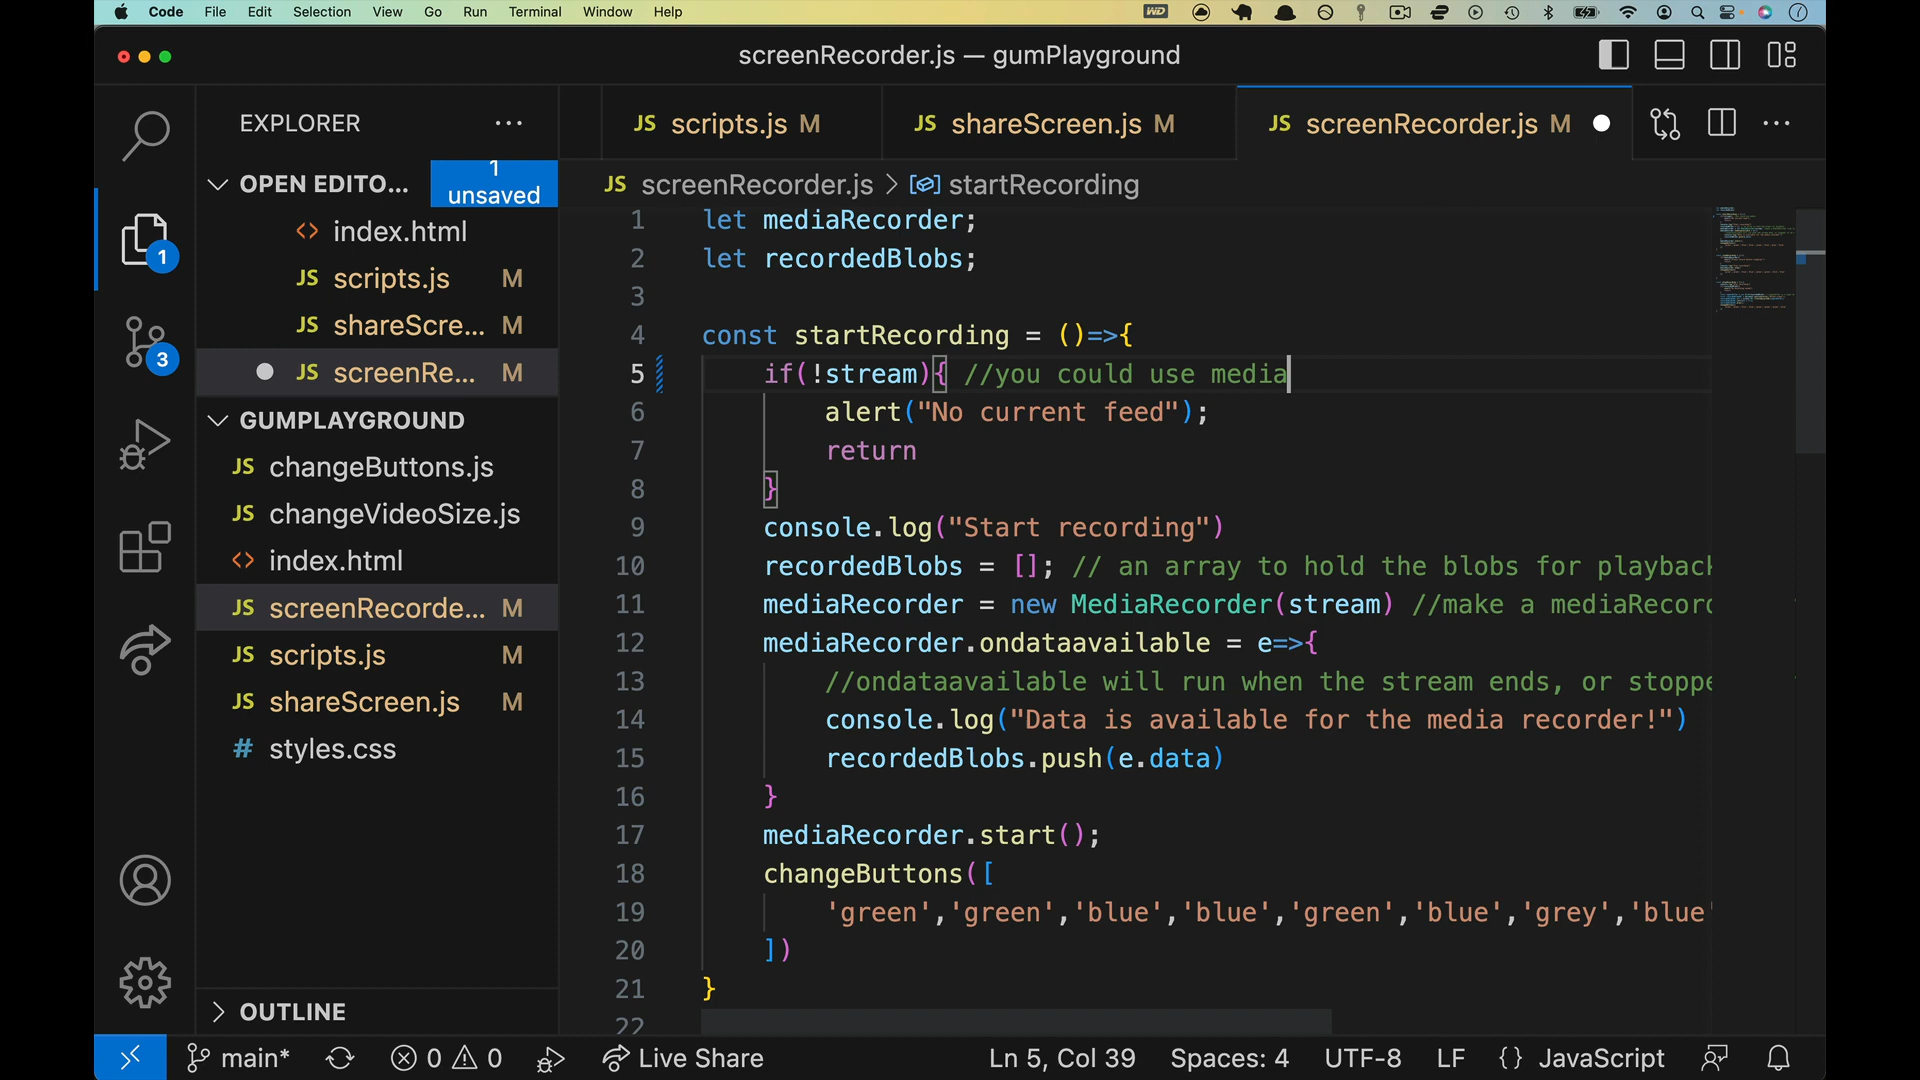 Code File Edit Selection View Go Run Terminal Window Help
screenRecorder.js — gumPlayground
EXPLORER
JS scripts.js M
JS shareScreen.js M
JS screenRecorder.js M
OPEN EDITO...
1
unsaved
<> index.html
JS scripts.js M
JS shareScre... M
JS screenRe... M
GUMPLAYGROUND
JS changeButtons.js
JS changeVideoSize.js
<> index.html
JS screenRecorde... M
JS scripts.js M
JS shareScreen.js M
# styles.css
OUTLINE
1
3
JS screenRecorder.js > startRecording
1 let mediaRecorder;
2 let recordedBlobs;
3
4 const startRecording = ()=>{
5 if(!stream){ //you could use media
6 alert("No current feed");
7 return
8 }
9 console.log("Start recording")
10 recordedBlobs = []; // an array to hold the blobs for playback
11 mediaRecorder = new MediaRecorder(stream) //make a mediaRecord
12 mediaRecorder.ondataavailable = e=>{
13 //ondataavailable will run when the stream ends, or stoppe
14 console.log("Data is available for the media recorder!")
15 recordedBlobs.push(e.data)
16 }
17 mediaRecorder.start();
18 changeButtons([
19 'green','green','blue','blue','green','blue','grey','blue'
20 ])
21 }
22
main* 0 0 Live Share Ln 5, Col 39 Spaces: 4 UTF-8 LF {} JavaScript